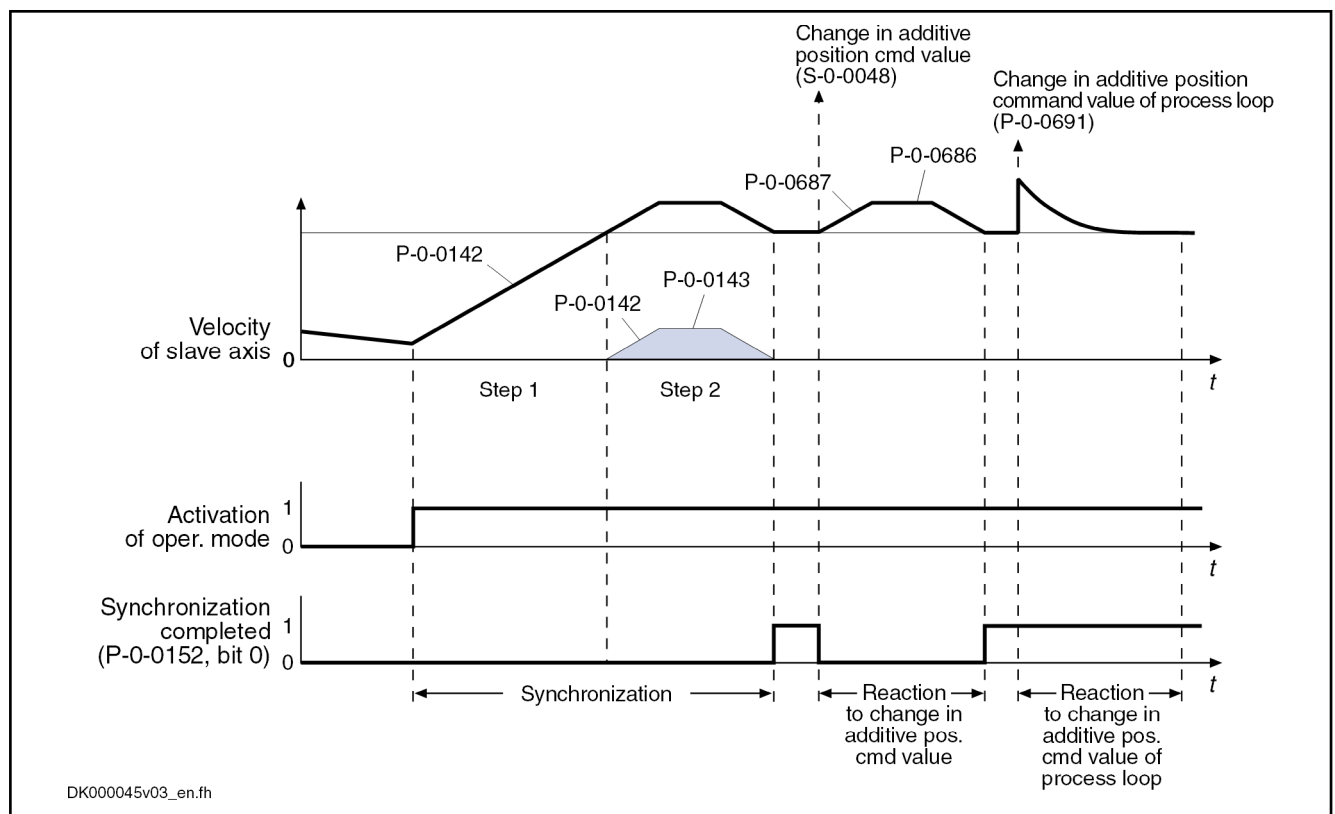 Change in additive
position cmd value
(S-0-0048)
Change in additive position
command value of process loop
(P-0-0691)
P-0-0686
P-0-0687
P-0-0142
P-0-0143
P-0-0142
Velocity
of slave axis
0
t
Step 1
Step 2
Activation
of oper. mode
1
0
t
Synchronization
completed
(P-0-0152, bit 0)
1
0
t
Synchronization
Reaction
to change in
additive pos.
cmd value
Reaction
to change in
additive pos.
cmd value of
process loop
DK000045v03_en.fh